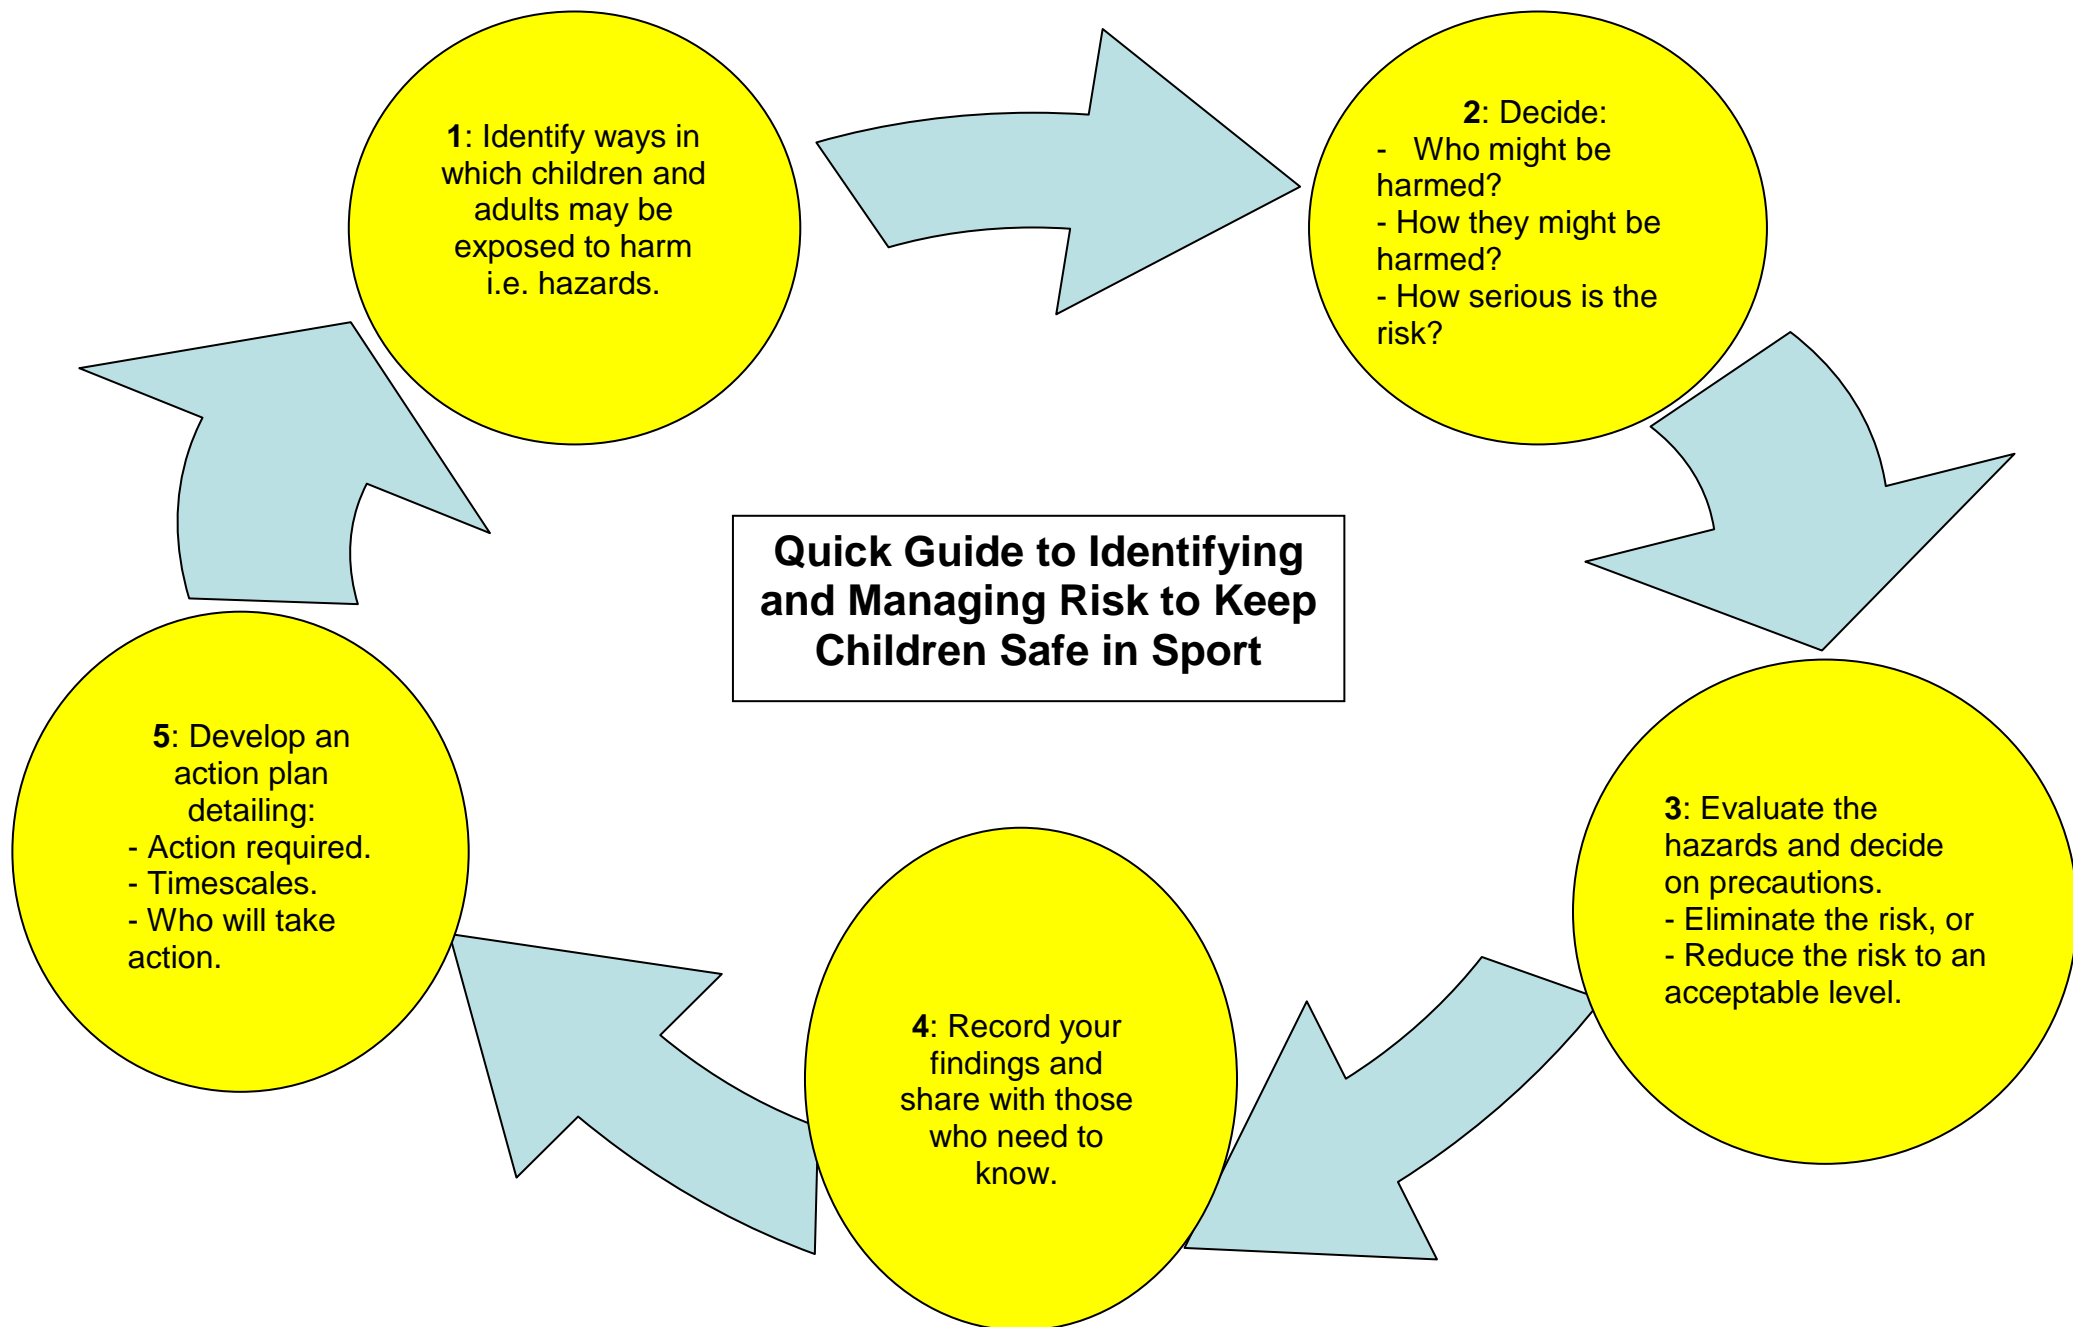 1: Identify ways in
which children and
adults may be
exposed to harm
i.e. hazards.
2: Decide:
- Who might be
harmed?
- How they might be
harmed?
- How serious is the
risk?
Quick Guide to Identifying
and Managing Risk to Keep
Children Safe in Sport
3: Evaluate the
hazards and decide
on precautions.
- Eliminate the risk, or
- Reduce the risk to an
acceptable level.
4: Record your
findings and
share with those
who need to
know.
5: Develop an
action plan
detailing:
- Action required.
- Timescales.
- Who will take
action.